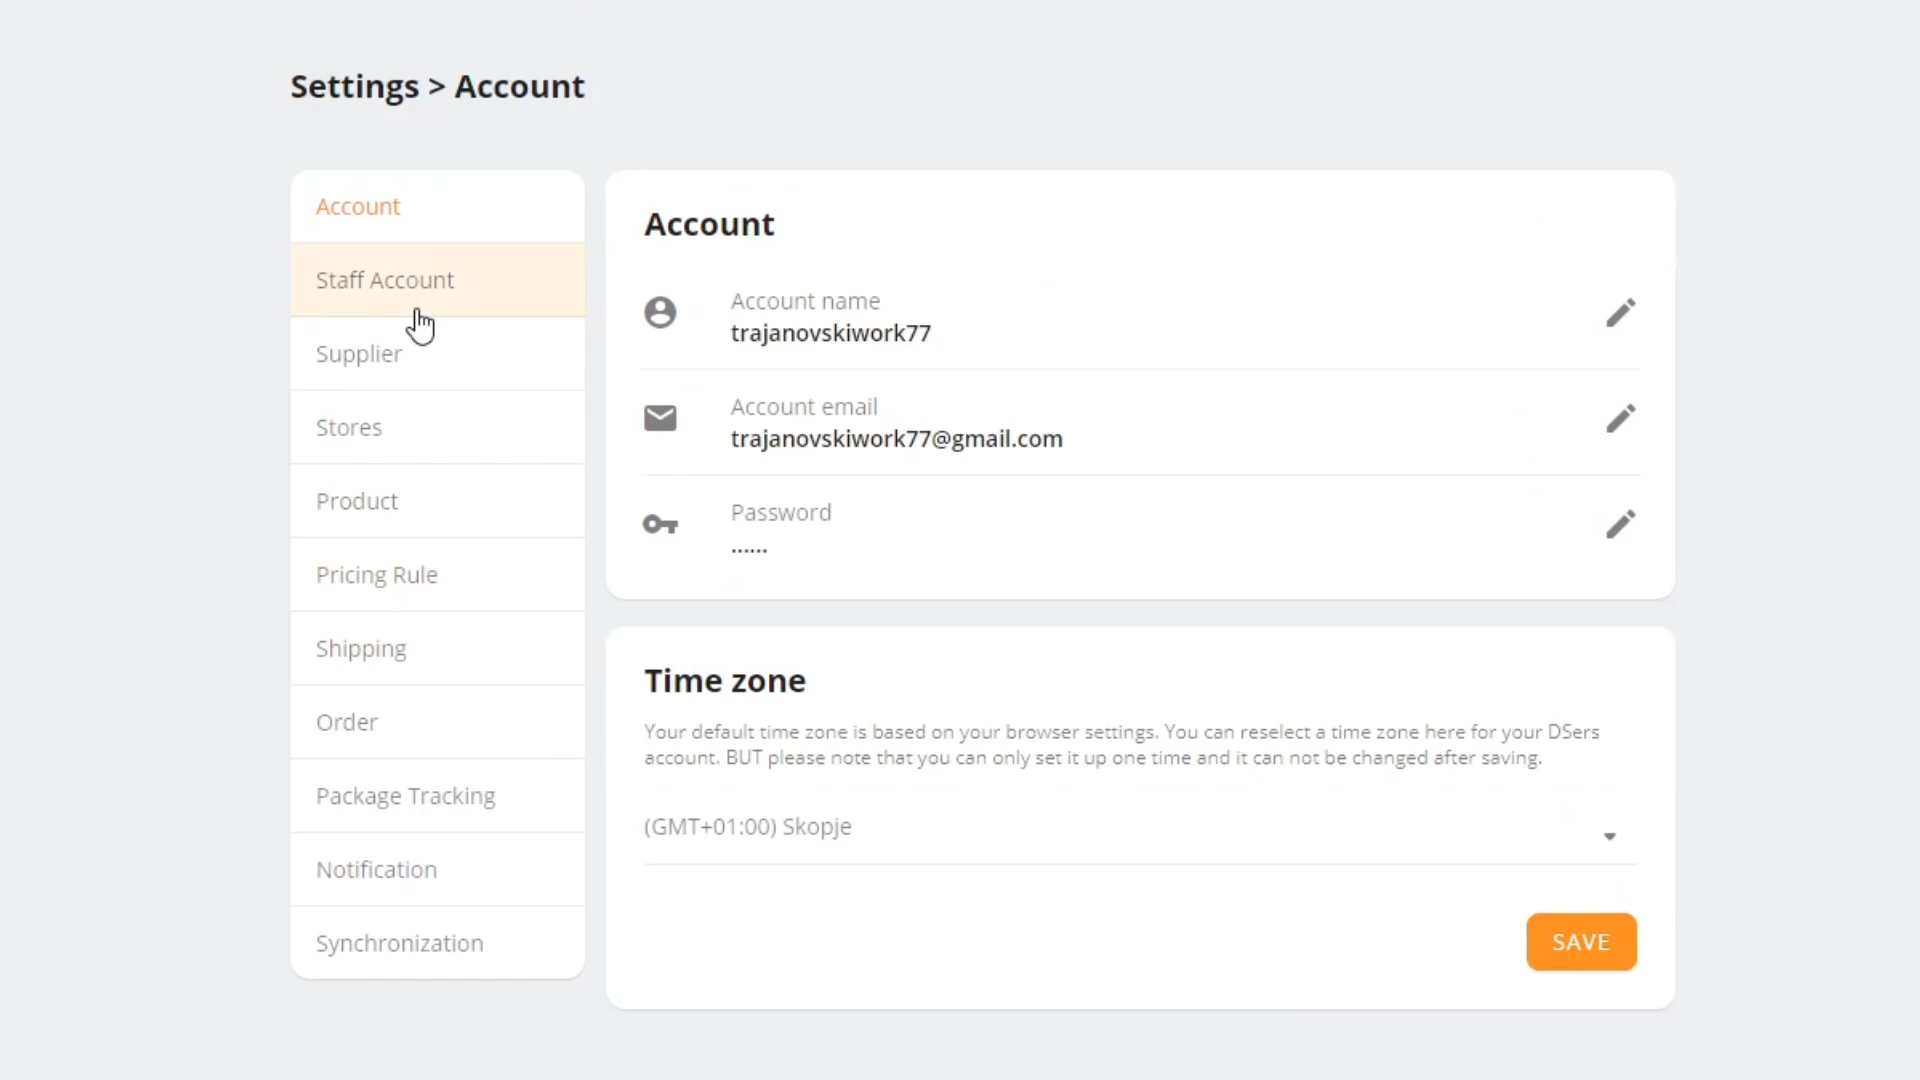 Settings > Account
Account
Staff Account
Supplier
Stores
Product
Pricing Rule
Shipping
Order
Package Tracking
Notification
Synchronization
Account
Account name
trajanovskiwork77
Account email
trajanovskiwork77@gmail.com
Password
......
Time zone
Your default time zone is based on your browser settings. You can reselect a time zone here for your DSers
account. BUT please note that you can only set it up one time and it can not be changed after saving.
(GMT+01:00) Skopje
SAVE